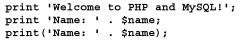 print 'Welcome to PHP and MySQL!';
print 'Name: ' . $name;
print('Name: ' . $name);